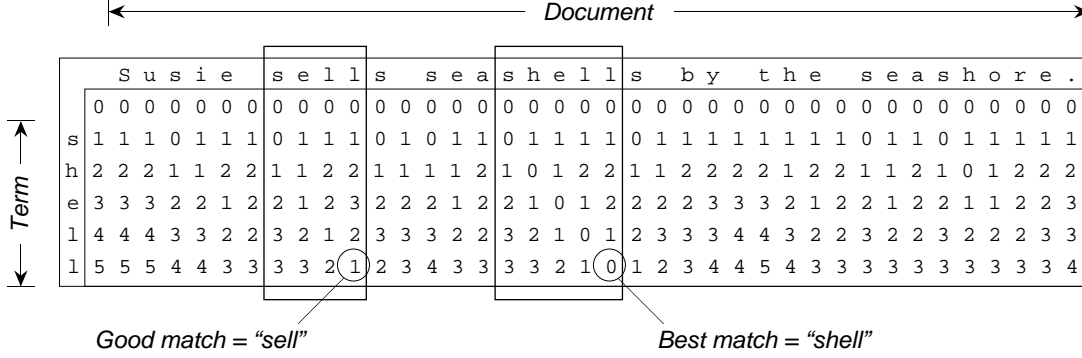 Document
S u s i e s e l l s s e a s h e l l s b y t h e s e a s h o r e .
0 0 0 0 0 0 0 0 0 0 0 0 0 0 0 0 0 0 0 0 0 0 0 0 0 0 0 0 0 0 0 0 0 0 0 0 0 0 0
s 1 1 1 0 1 1 1 0 1 1 1 0 1 0 1 1 0 1 1 1 1 0 1 1 1 1 1 1 1 1 0 1 1 0 1 1 1 1 1
h 2 2 2 1 1 2 2 1 1 2 2 1 1 1 1 2 1 0 1 2 2 1 1 2 2 2 2 1 2 2 1 1 2 1 0 1 2 2 2
e 3 3 3 2 2 1 2 2 1 2 3 2 2 2 1 2 2 1 0 1 2 2 2 2 3 3 3 2 1 2 2 1 2 2 1 1 2 2 3
l 4 4 4 3 3 2 2 3 2 1 2 3 3 3 2 2 3 2 1 0 1 2 3 3 3 4 4 3 2 2 3 2 2 3 2 2 2 3 3
l 5 5 5 4 4 3 3 3 3 2 1 2 3 4 3 3 3 3 2 1 0 1 2 3 4 4 5 4 3 3 3 3 3 3 3 3 3 3 4
Term
Good match = “sell”
Best match = “shell”